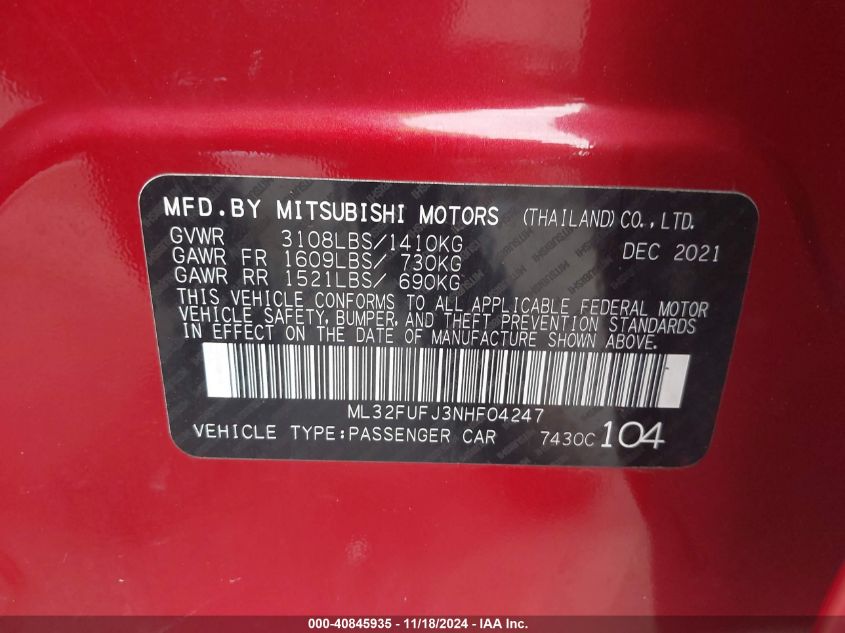 MFD.BY MITSUBISHI MOTORS (THAILAND) CO., LTD.
GVWR 3108LBS/1410KG DEC 2021
GAWR FR 1609LBS/ 730KG
GAWR RR 1521LBS/ 690KG
THIS VEHICLE CONFORMS TO ALL APPLICABLE FEDERAL MOTOR
VEHICLE SAFETY, BUMPER, AND THEFT PREVENTION STANDARDS
IN EFFECT ON THE DATE OF MANUFACTURE SHOWN ABOVE.
ML32FUFJ3NHF04247
VEHICLE TYPE:PASSENGER CAR 7430C 104
000-40845935 - 11/18/2024 - IAA Inc.